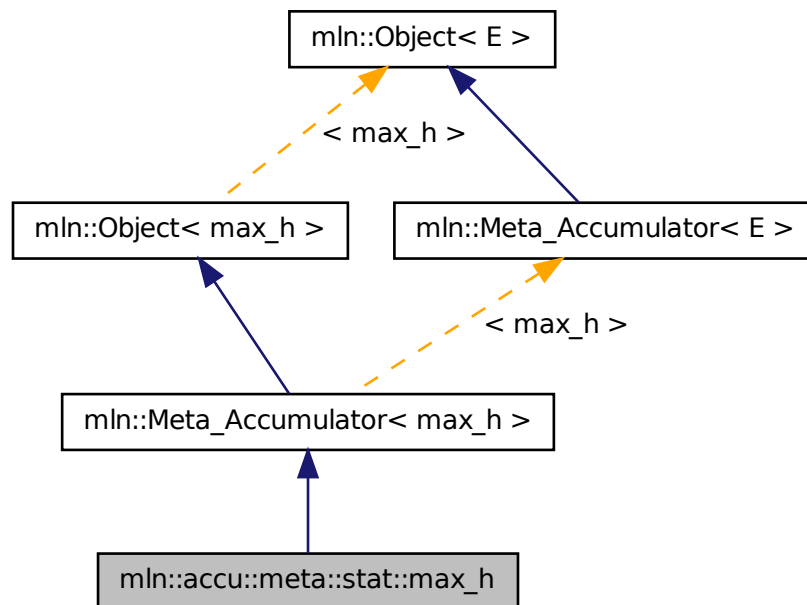 mln::Object< E >
< max_h >
mln::Object< max_h >
mln::Meta_Accumulator< E >
< max_h >
mln::Meta_Accumulator< max_h >
mln::accu::meta::stat::max_h